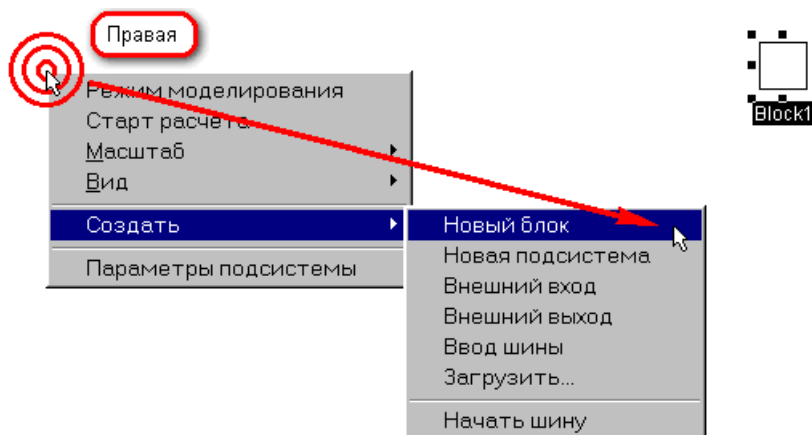 Правая
Режим моделирования
Старт расчета
Масштаб
Вид
Создать
Параметры подсистемы
Новый блок
Новая подсистема
Внешний вход
Внешний выход
Ввод шины
Загрузить...
Начать шину
Block1